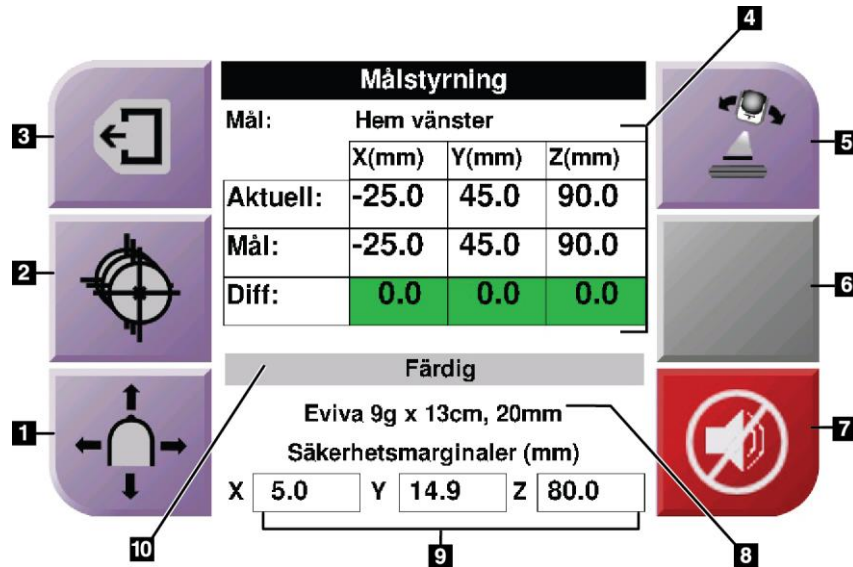 4
Målstyrning
3
Mål: Hem vänster
5
X(mm) Y(mm) Z(mm)
Aktuell: -25.0 45.0 90.0
Mål: -25.0 45.0 90.0
2
6
Diff: 0.0 0.0 0.0
Färdig
1
Eviva 9g x 13cm, 20mm
7
Säkerhetsmarginaler (mm)
X 5.0 Y 14.9 Z 80.0
10
9
8